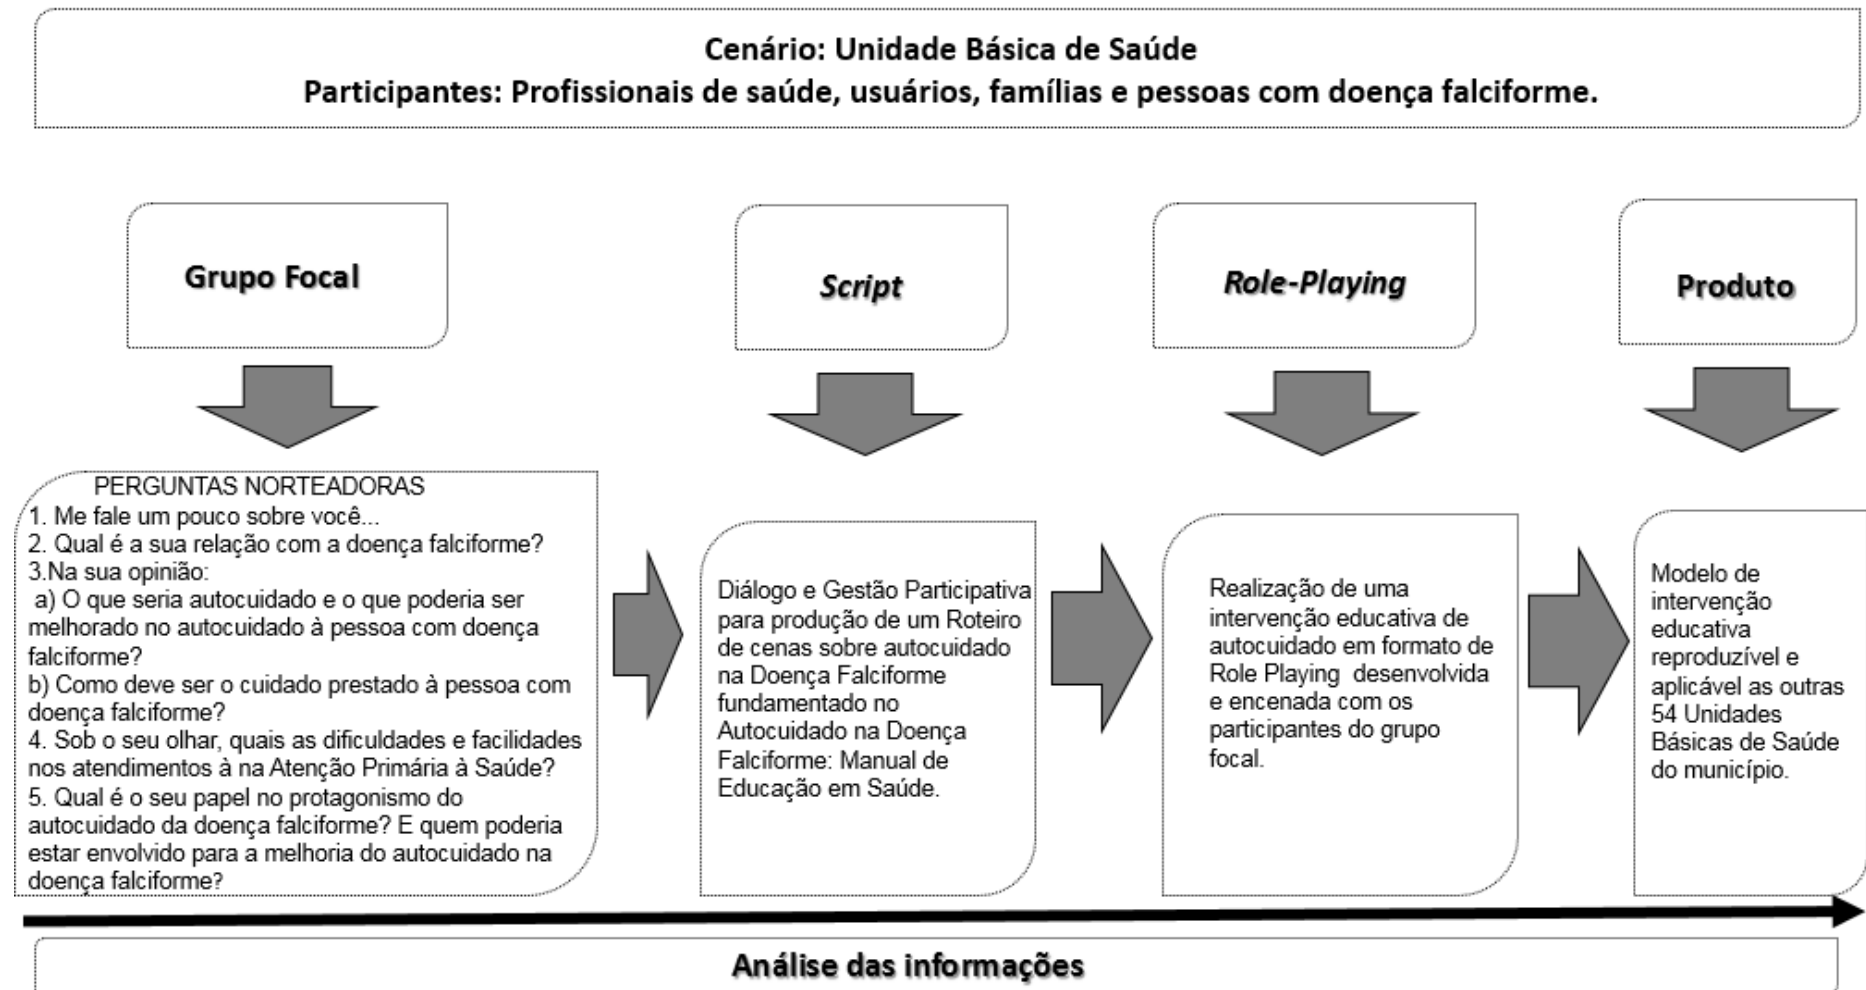 Cenário: Unidade Básica de Saúde
Participantes: Profissionais de saúde, usuários, famílias e pessoas com doença falciforme.
Grupo Focal
Script
Role-Playing
Produto
PERGUNTAS NORTEADORAS
1. Me fale um pouco sobre você...
2. Qual é a sua relação com a doença falciforme?
3.Na sua opinião:
a) O que seria autocuidado e o que poderia ser
melhorado no autocuidado à pessoa com doença
falciforme?
b) Como deve ser o cuidado prestado à pessoa com
doença falciforme?
4. Sob o seu olhar, quais as dificuldades e facilidades
nos atendimentos à na Atenção Primária à Saúde?
5. Qual é o seu papel no protagonismo do
autocuidado da doença falciforme? E quem poderia
estar envolvido para a melhoria do autocuidado na
doença falciforme?
Diálogo e Gestão Participativa
para produção de um Roteiro
de cenas sobre autocuidado
na Doença Falciforme
fundamentado no
Autocuidado na Doença
Falciforme: Manual de
Educação em Saúde.
Realização de uma
intervenção educativa de
autocuidado em formato de
Role Playing desenvolvida
e encenada com os
participantes do grupo
focal.
Modelo de
intervenção
educativa
reproduzível e
aplicável as outras
54 Unidades
Básicas de Saúde
do município.
Análise das informações